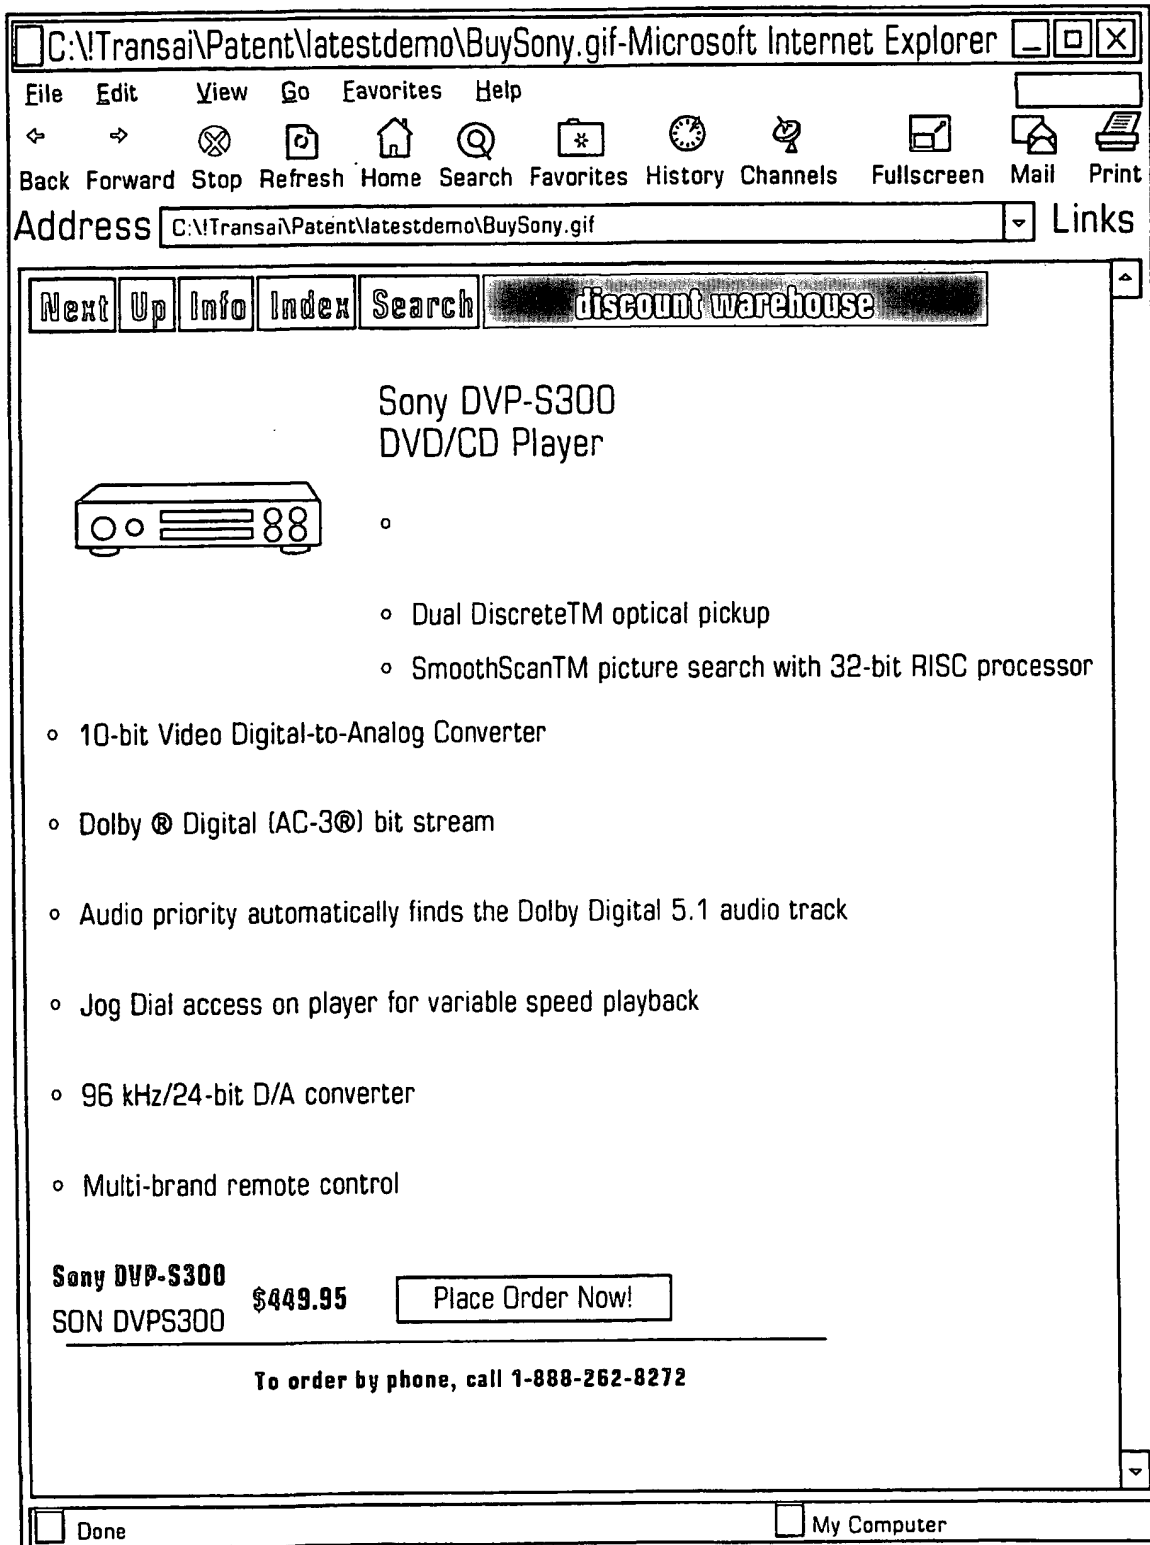 C:\!Transai\Patent\latestdemo\BuySony.gif-Microsoft Internet Explorer
File Edit View Go Favorites Help
Back Forward Stop Refresh Home Search Favorites History Channels Fullscreen Mail Print
Address C:\!Transai\Patent\latestdemo\BuySony.gif Links
Next Up Info Index Search discount warehouse
Sony DVP-S300
DVD/CD Player
Dual DiscreteTM optical pickup
SmoothScanTM picture search with 32-bit RISC processor
10-bit Video Digital-to-Analog Converter
Dolby ® Digital (AC-3®) bit stream
Audio priority automatically finds the Dolby Digital 5.1 audio track
Jog Dial access on player for variable speed playback
96 kHz/24-bit D/A converter
Multi-brand remote control
Sony DVP-S300
SON DVPS300
$449.95
Place Order Now!
To order by phone, call 1-888-262-8272
Done
My Computer